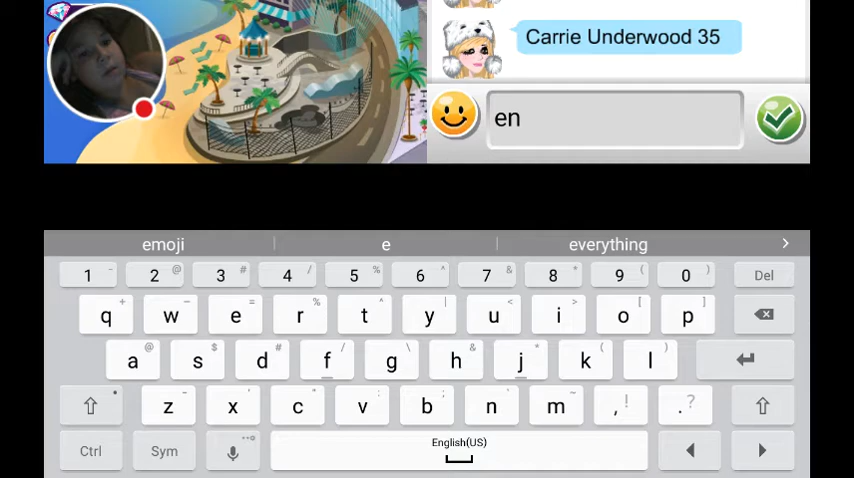 Carrie Underwood 35
en
emoji e everything
1 - 2 @ 3 # 4 / 5 % 6 ^ 7 & 8 * 9 ( 0 ) Del
q + w - e = r % t ^ y | u < i > o [ p ]
a @ s $ d # f / g \ h & j * k ( l )
z - x ' c " v : b ; n ` m ~ , ! . ?
Ctrl Sym English(US)